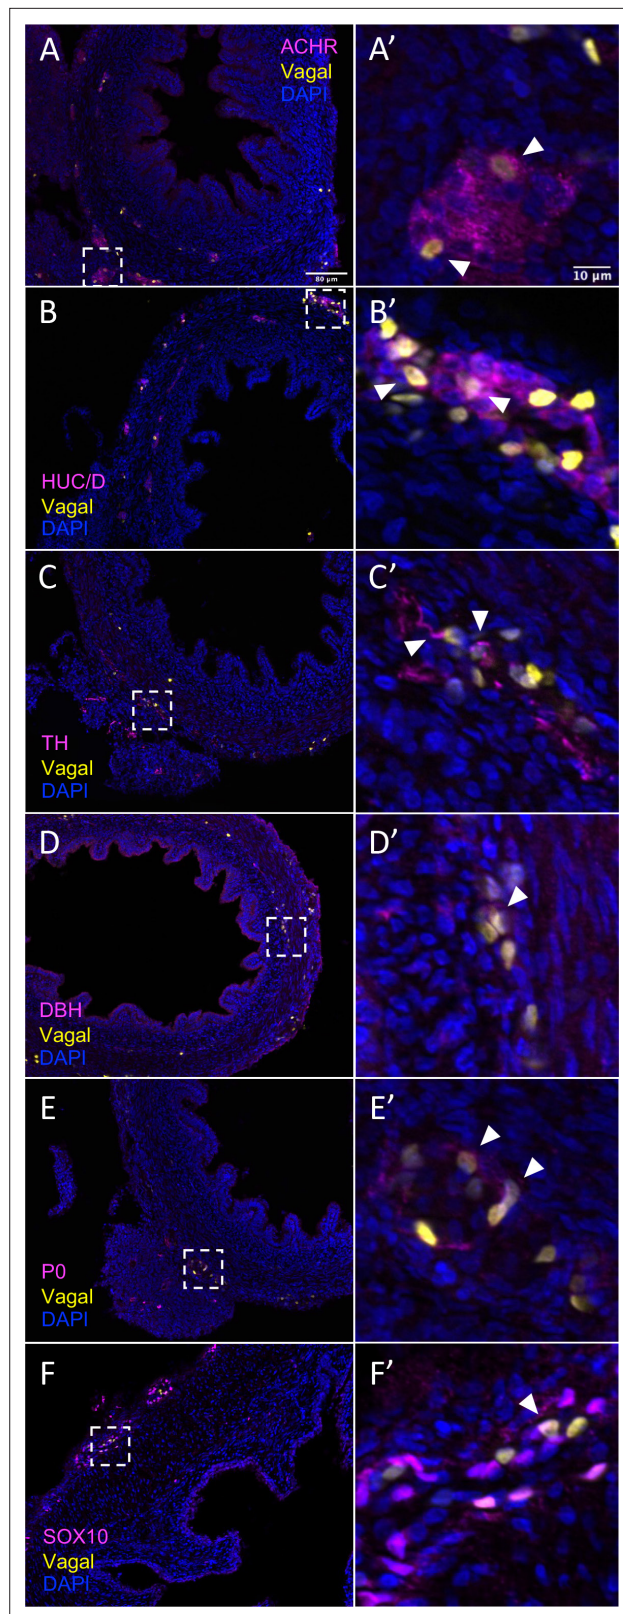 A
ACHR
Vagal
DAPI
80 µm
A’
10 µm
B
HUC/D
Vagal
DAPI
B’
C
TH
Vagal
DAPI
C’
D
DBH
Vagal
DAPI
D’
E
P0
Vagal
DAPI
E’
F
SOX10
Vagal
DAPI
F’